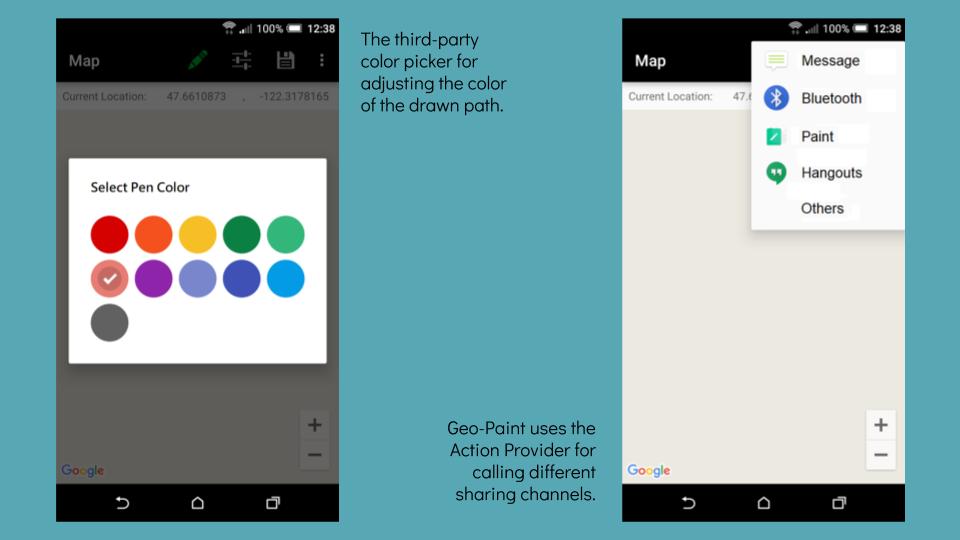 100% 12:38
Map
Current Location: 47.6610873 , -122.3178165
Select Pen Color
Google
The third-party
color picker for
adjusting the color
of the drawn path.
Geo-Paint uses the
Action Provider for
calling different
sharing channels.
100% 12:38
Map
Current Location: 47.6
Message
Bluetooth
Paint
Hangouts
Others
Google